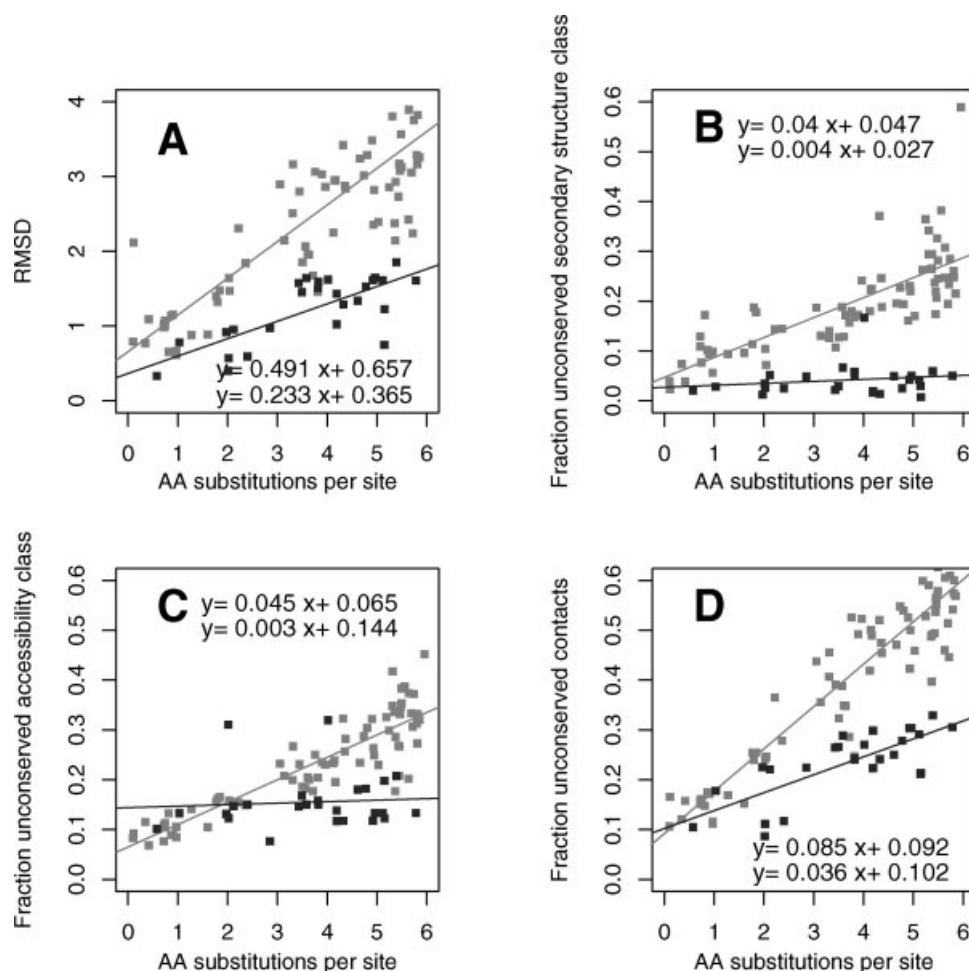 A
y= 0.491 x+ 0.657
y= 0.233 x+ 0.365
RMSD
0
1
2
3
4
0 1 2 3 4 5 6
AA substitutions per site
B
y= 0.04 x+ 0.047
y= 0.004 x+ 0.027
Fraction unconserved secondary structure class
0.0
0.1
0.2
0.3
0.4
0.5
0.6
0 1 2 3 4 5 6
AA substitutions per site
C
y= 0.045 x+ 0.065
y= 0.003 x+ 0.144
Fraction unconserved accessibility class
0.0
0.1
0.2
0.3
0.4
0.5
0.6
0 1 2 3 4 5 6
AA substitutions per site
D
y= 0.085 x+ 0.092
y= 0.036 x+ 0.102
Fraction unconserved contacts
0.0
0.1
0.2
0.3
0.4
0.5
0.6
0 1 2 3 4 5 6
AA substitutions per site